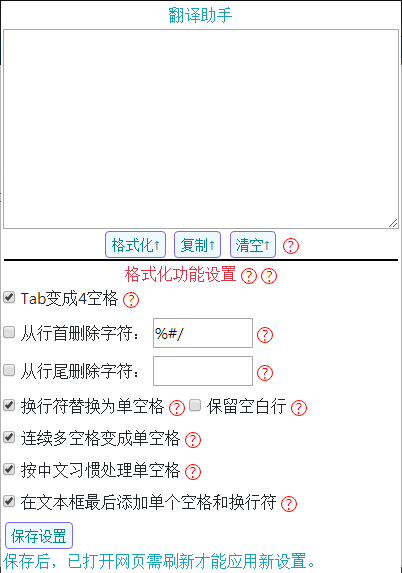 翻译助手
格式化↑ 复制↑ 清空↑ ?
格式化功能设置 ? ?
Tab变成4空格 ?
从行首删除字符： %#/ ?
从行尾删除字符： ?
换行符替换为单空格 ? 保留空白行 ?
连续多空格变成单空格 ?
按中文习惯处理单空格 ?
在文本框最后添加单个空格和换行符 ?
保存设置
保存后，已打开网页需刷新才能应用新设置。